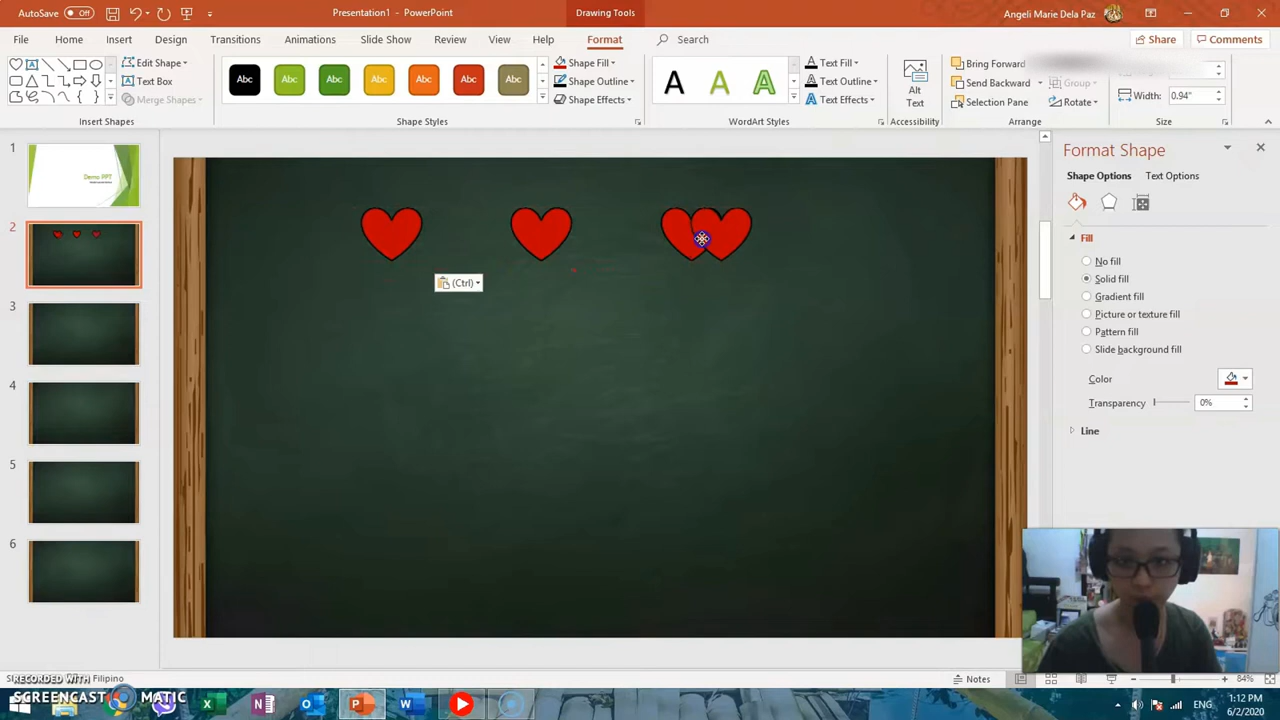 AutoSave Off Presentation1 - PowerPoint Drawing Tools Angeli Marie Dela Paz
File Home Insert Design Transitions Animations Slide Show Review View Help Format Search Share Comments
Edit Shape Text Box Merge Shapes
Insert Shapes
Abc Abc Abc Abc Abc Abc Abc
Shape Fill
Shape Outline
Shape Effects
Shape Styles
A A A
Text Fill
Text Outline
Text Effects
WordArt Styles
Alt Text
Accessibility
Bring Forward
Send Backward
Selection Pane
Group
Rotate
Arrange
Width: 0.94"
Size
1
Demo PPT
2
3
4
5
6
(Ctrl)
Format Shape
Shape Options Text Options
Fill
No fill
Solid fill
Gradient fill
Picture or texture fill
Pattern fill
Slide background fill
Color
Transparency 0%
Line
RECORDED WITH
SCREENCAST MATIC
Filipino
Notes
84%
ENG
1:12 PM
6/2/2020